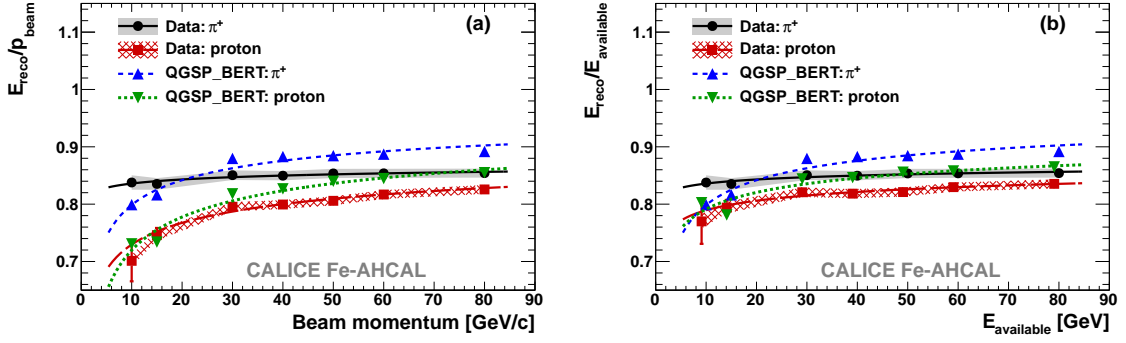 (a)
E_reco/p_beam
Data: π⁺
Data: proton
QGSP_BERT: π⁺
QGSP_BERT: proton
1.1
1
0.9
0.8
0.7
CALICE Fe-AHCAL
0 10 20 30 40 50 60 70 80 90
Beam momentum [GeV/c]
(b)
E_reco/E_available
Data: π⁺
Data: proton
QGSP_BERT: π⁺
QGSP_BERT: proton
1.1
1
0.9
0.8
0.7
CALICE Fe-AHCAL
0 10 20 30 40 50 60 70 80 90
E_available [GeV]